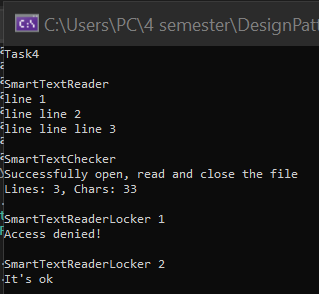 C:\Users\PC\4 semester\DesignPatt
Task4
SmartTextReader
line 1
line line 2
line line line 3
SmartTextChecker
Successfully open, read and close the file
Lines: 3, Chars: 33
SmartTextReaderLocker 1
Access denied!
SmartTextReaderLocker 2
It's ok